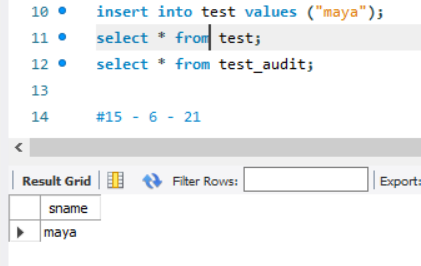 10 insert into test values ("maya");
11 select * from test;
12 select * from test_audit;
13
14 #15 - 6 - 21
Result Grid Filter Rows: Export:
sname
maya